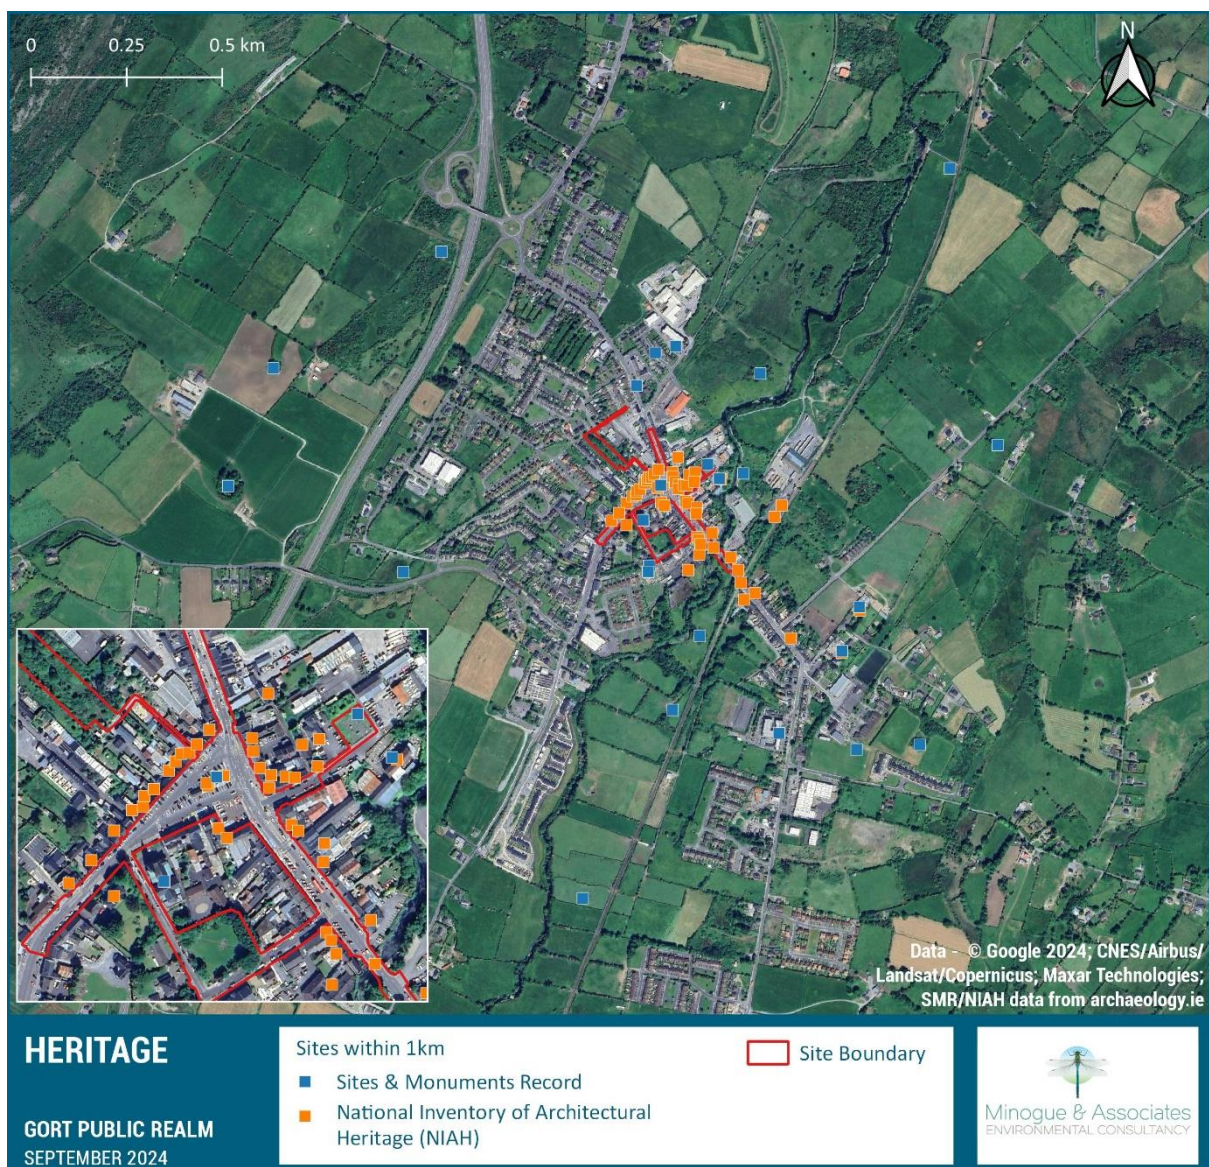 0 0.25 0.5 km
N
Data - © Google 2024; CNES/Airbus/
Landsat/Copernicus; Maxar Technologies;
SMR/NIAH data from archaeology.ie
HERITAGE
GORT PUBLIC REALM
SEPTEMBER 2024
Sites within 1km
Sites & Monuments Record
National Inventory of Architectural
Heritage (NIAH)
Site Boundary
Minogue & Associates
ENVIRONMENTAL CONSULTANCY